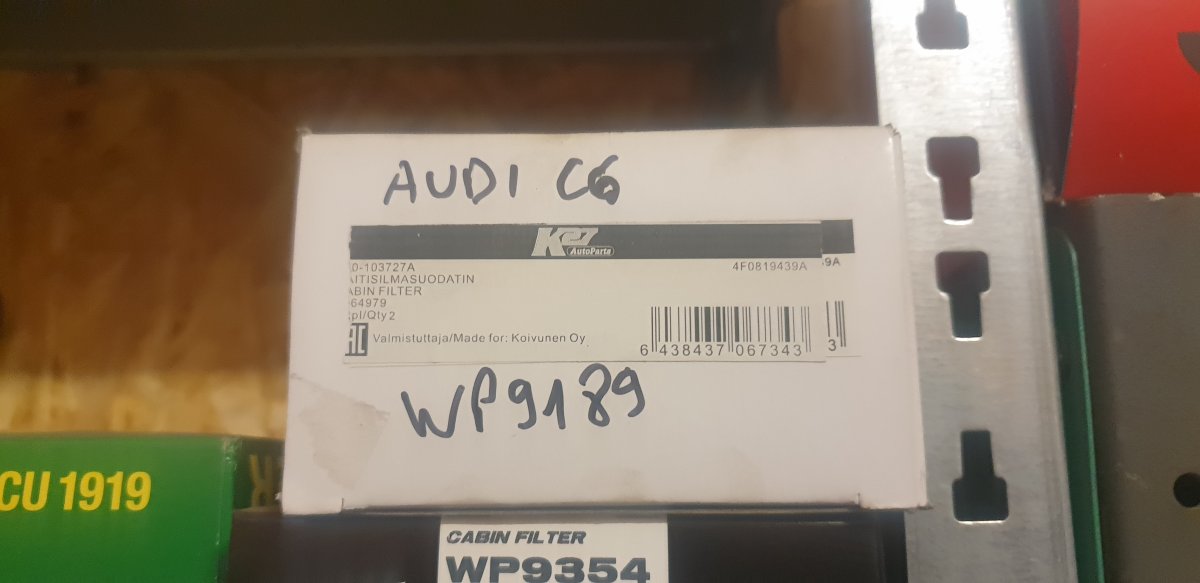 AUDI C6
K27
AutoParts
0-103727A
4F0819439A
9A
AITISILMASUODATIN
ABIN FILTER
64979
pl/Qty 2
Valmistuttaja/Made for: Koivunen Oy
6 438437 067343
3
WP9189
CU 1919
CABIN FILTER
WP9354